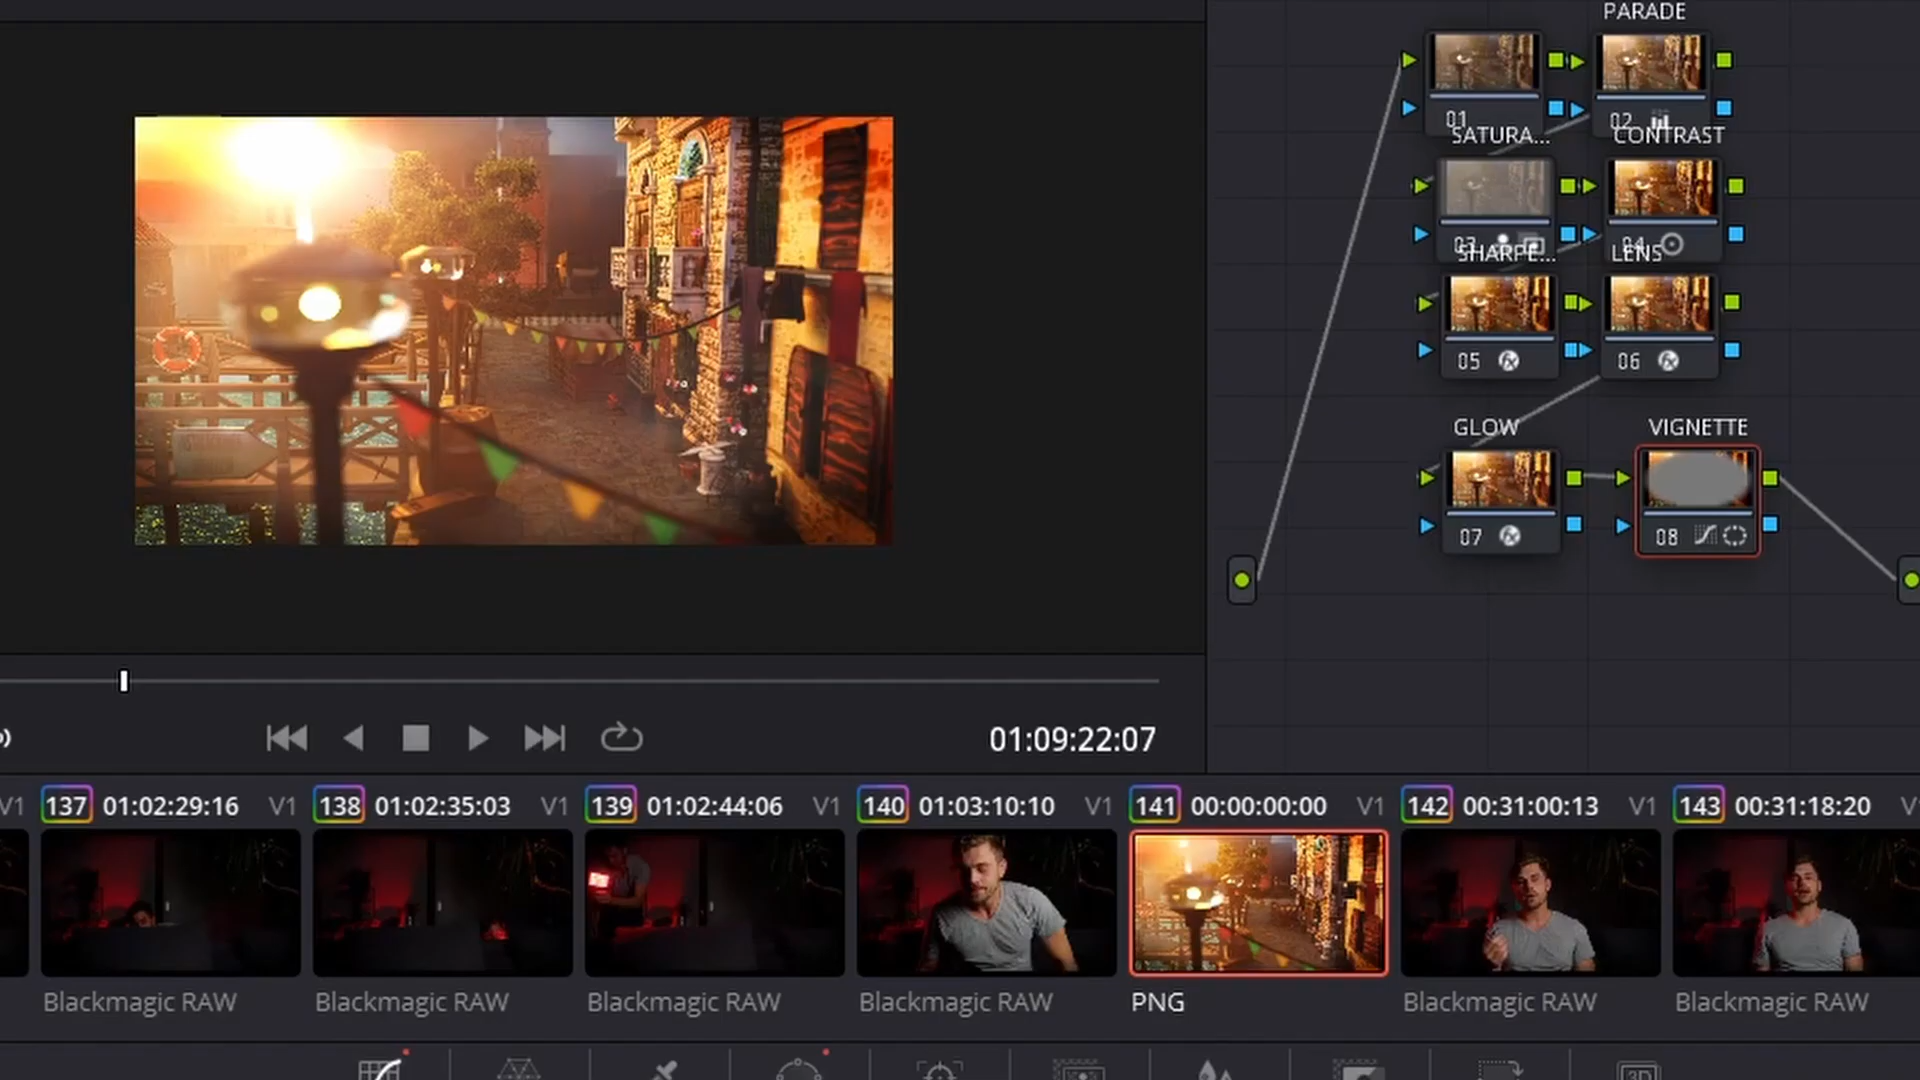 PARADE
01 02
SATURA... CONTRAST
03 04
SHARPE... LENS
05 06
GLOW VIGNETTE
07 08
01:09:22:07
V1 137 01:02:29:16 V1 138 01:02:35:03 V1 139 01:02:44:06 V1 140 01:03:10:10 V1 141 00:00:00:00 V1 142 00:31:00:13 V1 143 00:31:18:20
Blackmagic RAW Blackmagic RAW Blackmagic RAW Blackmagic RAW PNG Blackmagic RAW Blackmagic RAW
3D